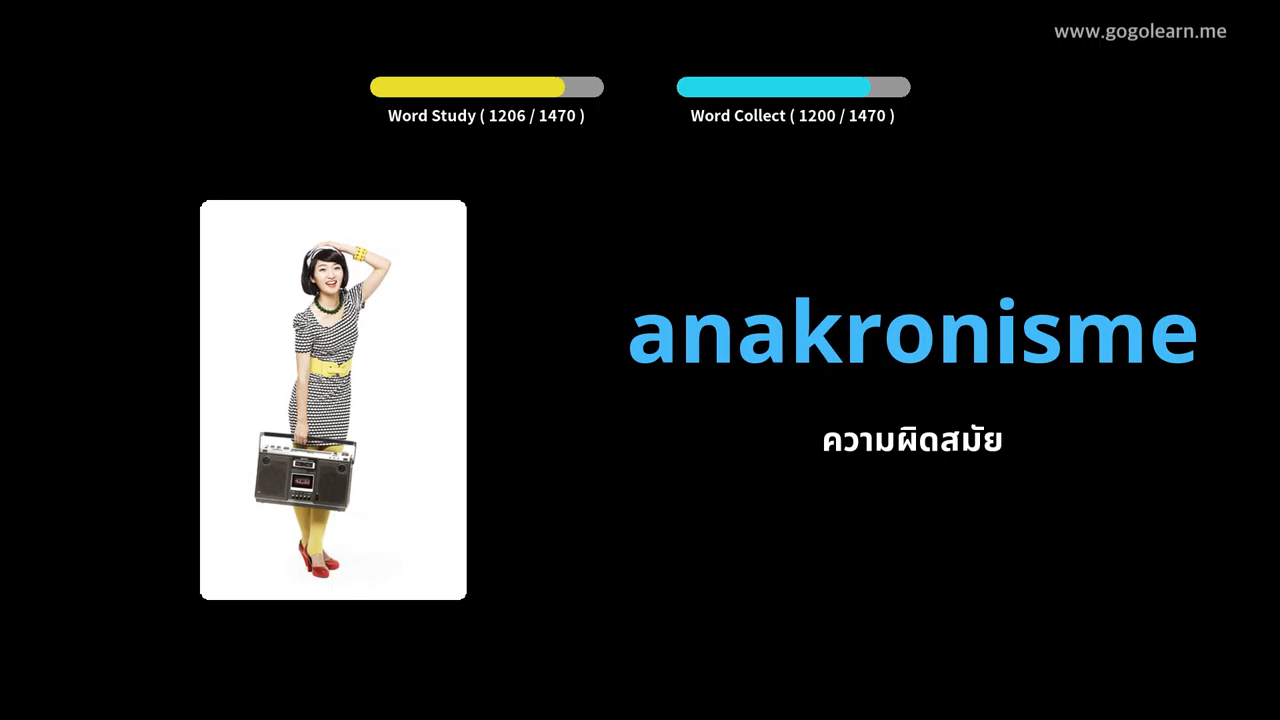 www.gogolearn.me
Word Study ( 1206 / 1470 )
Word Collect ( 1200 / 1470 )
anakronisme
ความผิดสมัย